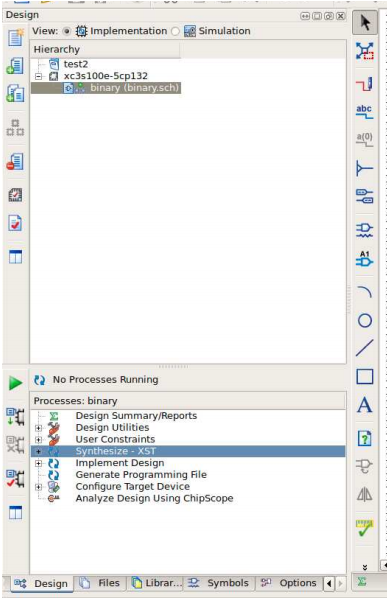 Design
View: Implementation Simulation
Hierarchy
test2
xc3s100e-5cp132
binary (binary.sch)
abc
a(0)
A1
A
No Processes Running
Processes: binary
Design Summary/Reports
Design Utilities
User Constraints
Synthesize - XST
Implement Design
Generate Programming File
Configure Target Device
Analyze Design Using ChipScope
Design Files Librar... Symbols Options